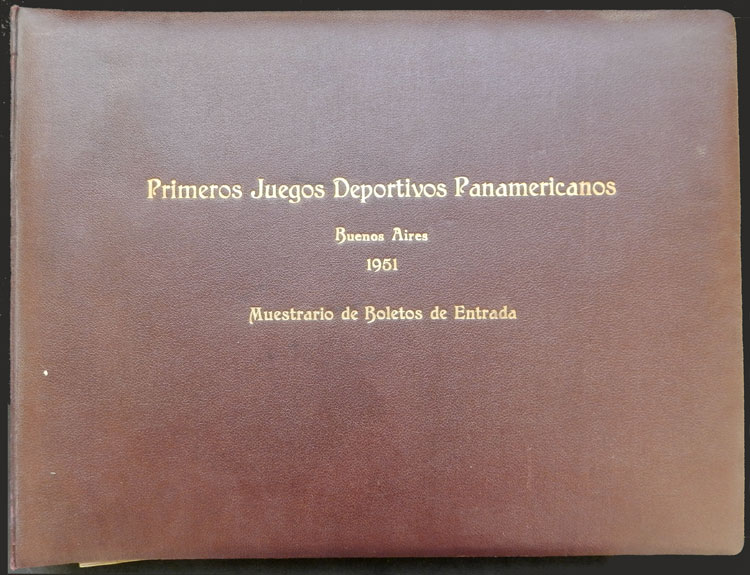 Primeros Juegos Deportivos Panamericanos
Buenos Aires
1951
Muestrario de Boletos de Entrada